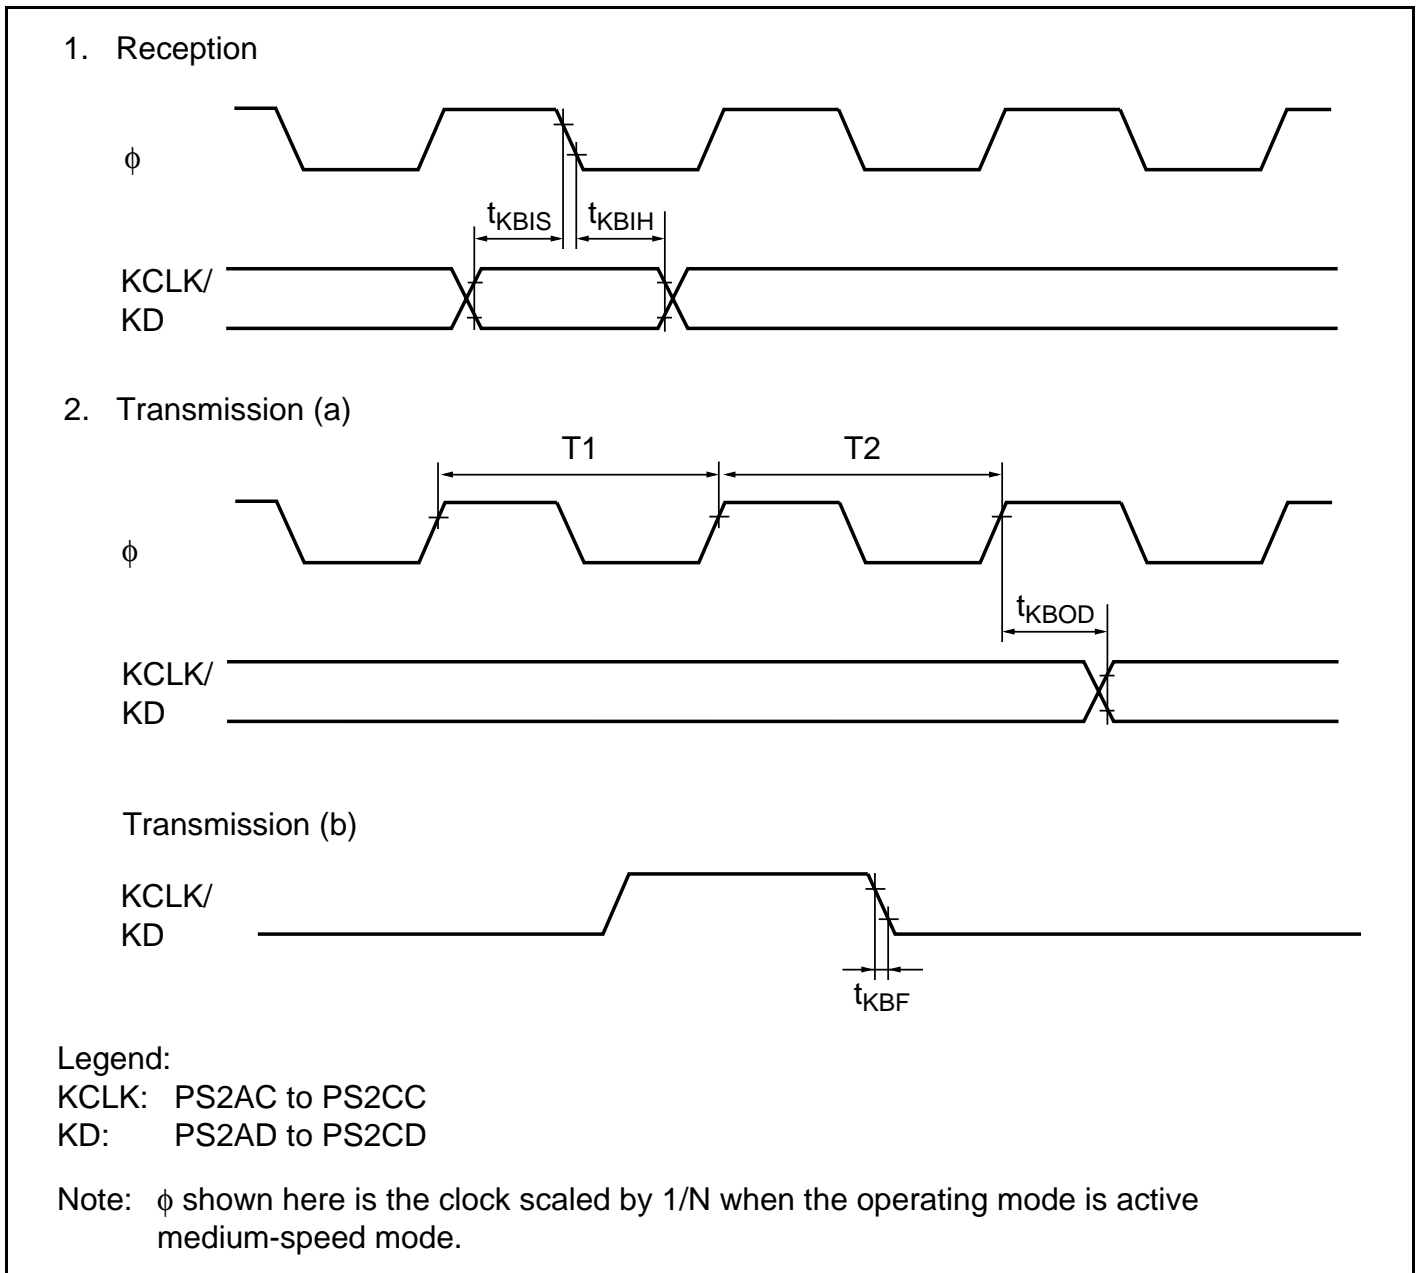 1. Reception
ϕ
tKBIS tKBIH
KCLK/
KD
2. Transmission (a)
T1 T2
ϕ
tKBOD
KCLK/
KD
Transmission (b)
KCLK/
KD
tKBF
Legend:
KCLK: PS2AC to PS2CC
KD: PS2AD to PS2CD
Note: ϕ shown here is the clock scaled by 1/N when the operating mode is active
medium-speed mode.